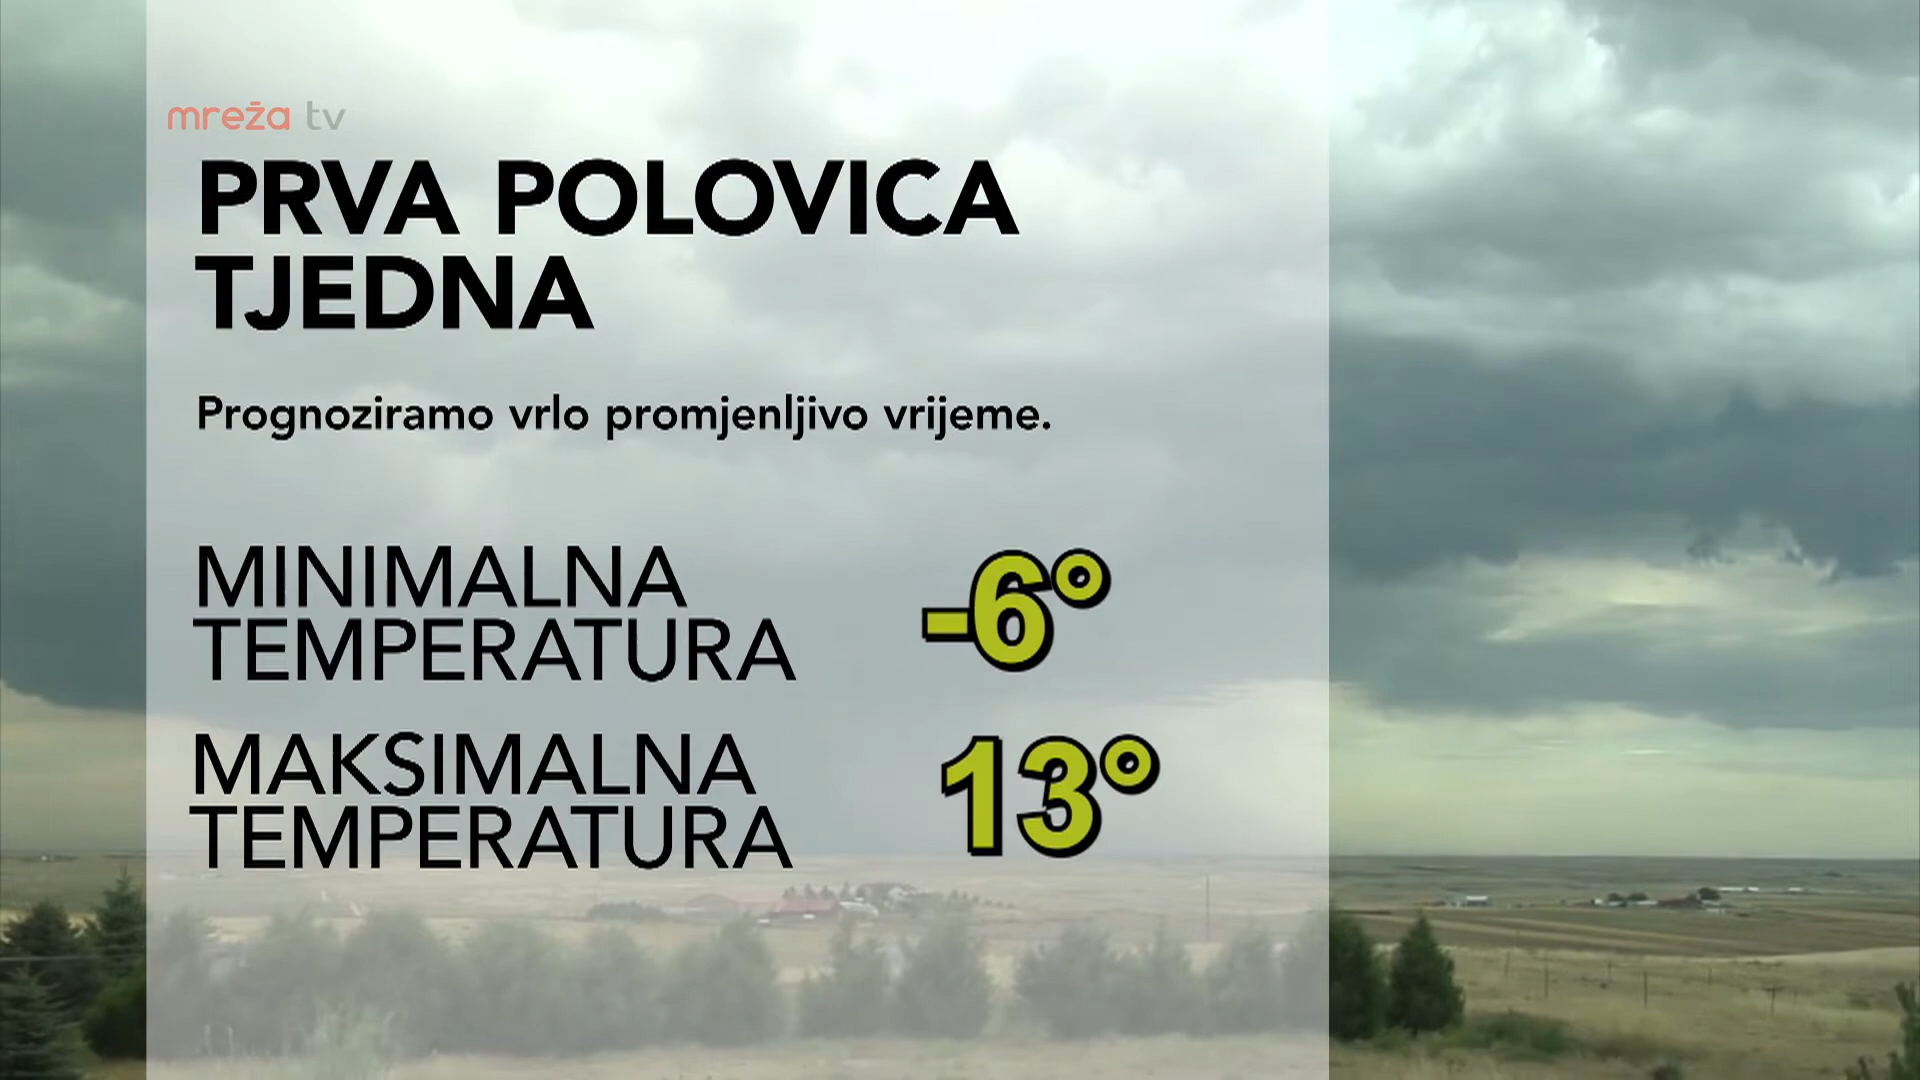 mreža tv
PRVA POLOVICA
TJEDNA
Prognoziramo vrlo promjenljivo vrijeme.
MINIMALNA
TEMPERATURA
-6°
MAKSIMALNA
TEMPERATURA
13°